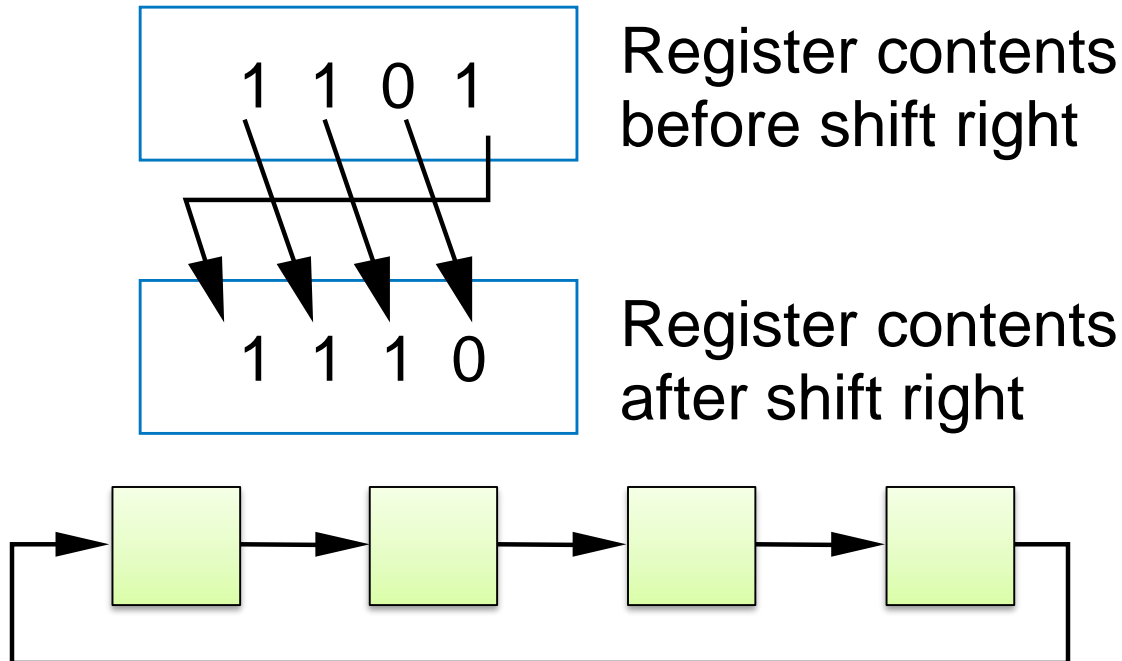 1 1 0 1
Register contents
before shift right
1 1 1 0
Register contents
after shift right